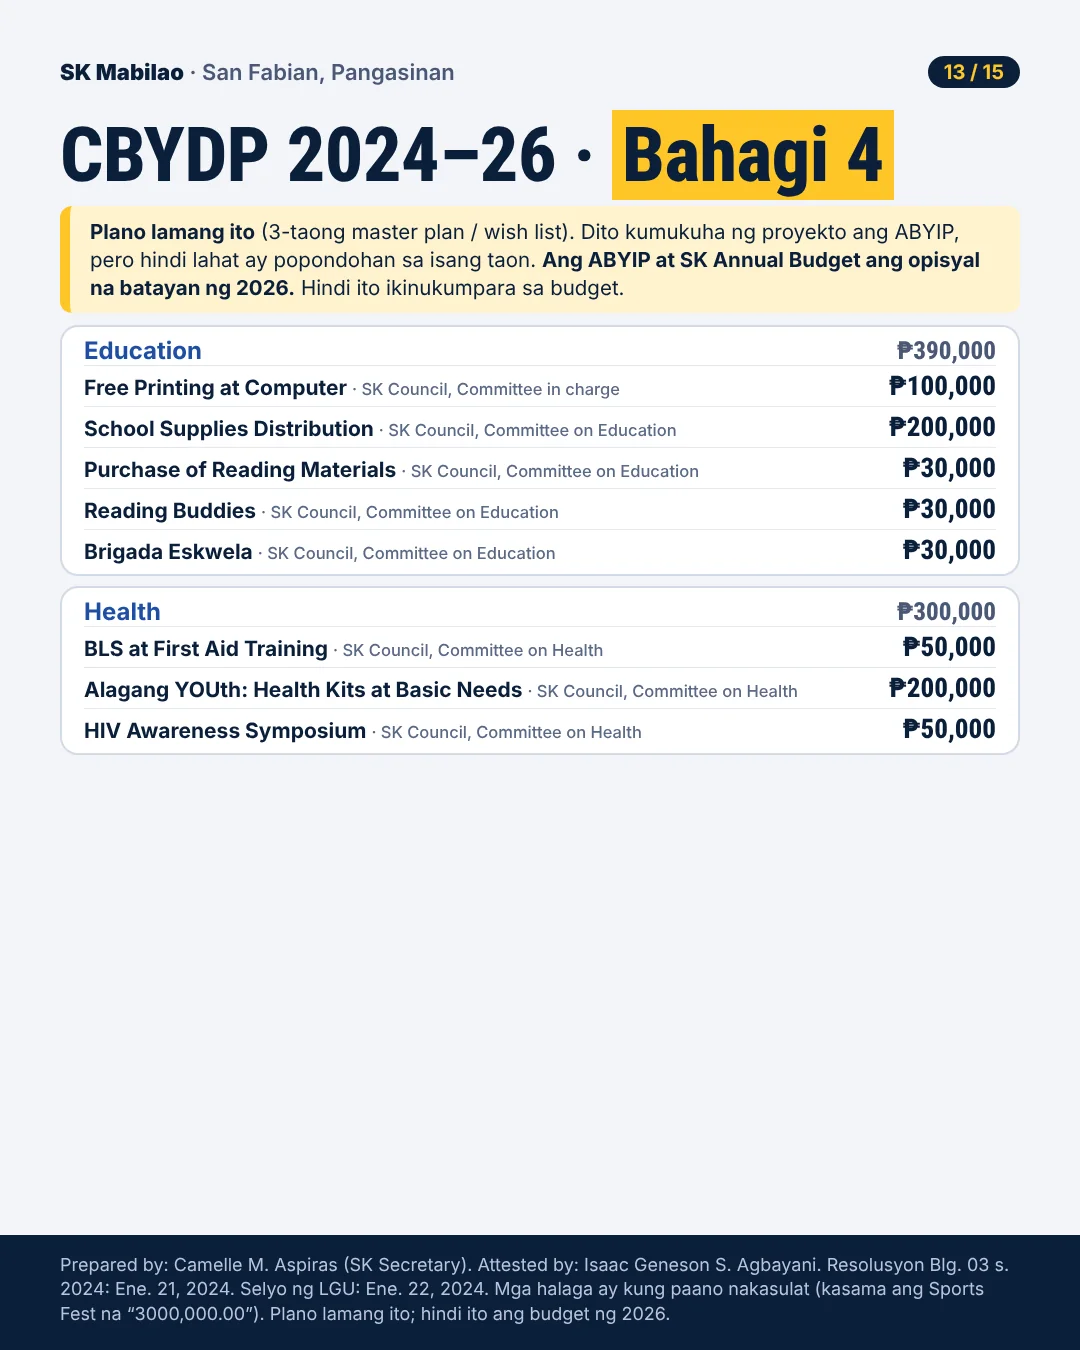 SK Mabilao · San Fabian, Pangasinan
13 / 15
CBYDP 2024–26 · Bahagi 4
Plano lamang ito (3-taong master plan / wish list). Dito kumukuha ng proyekto ang ABYIP,
pero hindi lahat ay popondohan sa isang taon. Ang ABYIP at SK Annual Budget ang opisyal
na batayan ng 2026. Hindi ito ikinukumpara sa budget.
Education ₱390,000
Free Printing at Computer · SK Council, Committee in charge ₱100,000
School Supplies Distribution · SK Council, Committee on Education ₱200,000
Purchase of Reading Materials · SK Council, Committee on Education ₱30,000
Reading Buddies · SK Council, Committee on Education ₱30,000
Brigada Eskwela · SK Council, Committee on Education ₱30,000
Health ₱300,000
BLS at First Aid Training · SK Council, Committee on Health ₱50,000
Alagang YOUth: Health Kits at Basic Needs · SK Council, Committee on Health ₱200,000
HIV Awareness Symposium · SK Council, Committee on Health ₱50,000
Prepared by: Camelle M. Aspiras (SK Secretary). Attested by: Isaac Geneson S. Agbayani. Resolusyon Blg. 03 s.
2024: Ene. 21, 2024. Selyo ng LGU: Ene. 22, 2024. Mga halaga ay kung paano nakasulat (kasama ang Sports
Fest na “3000,000.00”). Plano lamang ito; hindi ito ang budget ng 2026.